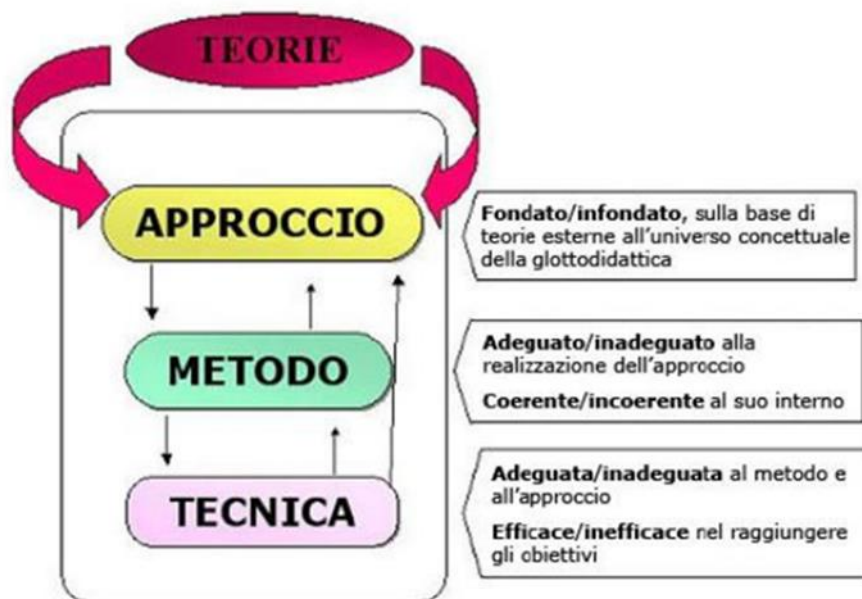 TEORIE
APPROCCIO
Fondato/infondato, sulla base di
teorie esterne all'universo concettuale
della glottodidattica
METODO
Adeguato/inadeguato alla
realizzazione dell'approccio
Coerente/incoerente al suo interno
TECNICA
Adeguata/inadeguata al metodo e
all'approccio
Efficace/inefficace nel raggiungere
gli obiettivi